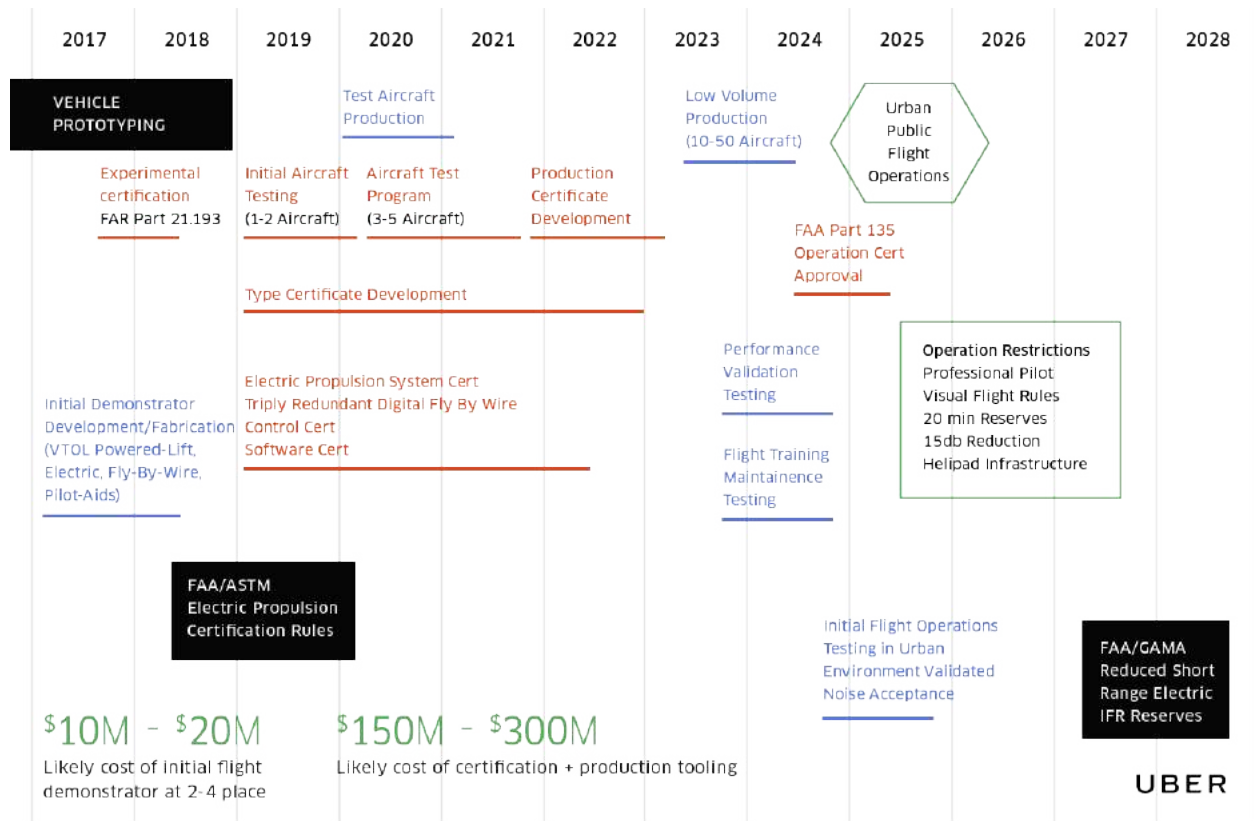 2017 2018 2019 2020 2021 2022 2023 2024 2025 2026 2027 2028
VEHICLE
PROTOTYPING
Test Aircraft
Production
Low Volume
Production
(10-50 Aircraft)
Urban
Public
Flight
Operations
Experimental
certification
FAR Part 21.193
Initial Aircraft
Testing
(1-2 Aircraft)
Aircraft Test
Program
(3-5 Aircraft)
Production
Certificate
Development
FAA Part 135
Operation Cert
Approval
Type Certificate Development
Performance
Validation
Testing
Operation Restrictions
Professional Pilot
Visual Flight Rules
20 min Reserves
15db Reduction
Helipad Infrastructure
Initial Demonstrator
Development/Fabrication
(VTOL Powered-Lift,
Electric, Fly-By-Wire,
Pilot-Aids)
Electric Propulsion System Cert
Triply Redundant Digital Fly By Wire
Control Cert
Software Cert
Flight Training
Maintainence
Testing
FAA/ASTM
Electric Propulsion
Certification Rules
Initial Flight Operations
Testing in Urban
Environment Validated
Noise Acceptance
FAA/GAMA
Reduced Short
Range Electric
IFR Reserves
$10M - $20M
Likely cost of initial flight
demonstrator at 2-4 place
$150M - $300M
Likely cost of certification + production tooling
UBER